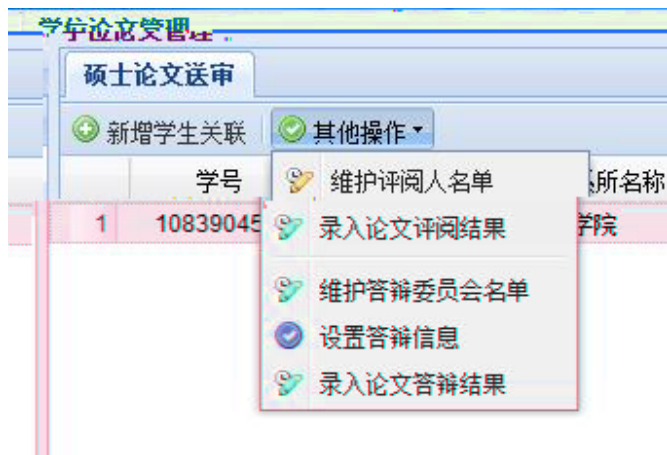 学位论文管理
硕士论文送审
新增学生关联 其他操作
学号 系所名称
维护评阅人名单
1 10839045 学院
录入论文评阅结果
维护答辩委员会名单
设置答辩信息
录入论文答辩结果